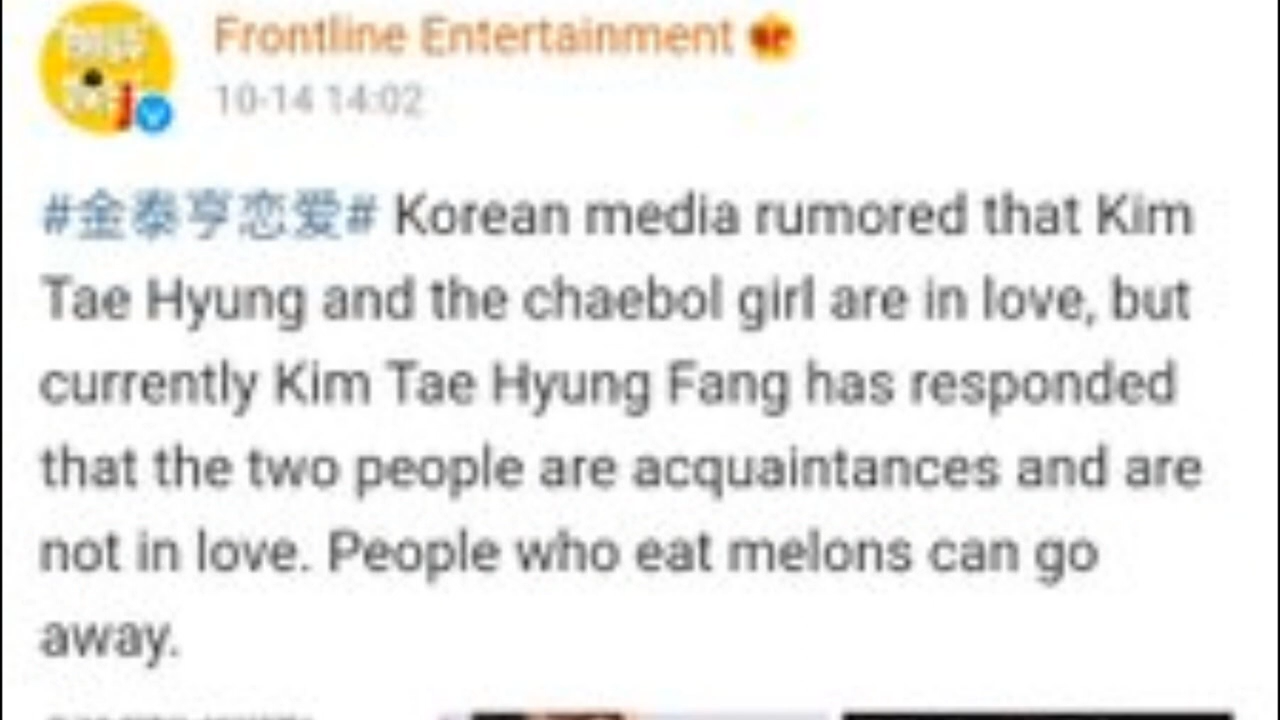 Frontline Entertainment
10-14 14:02
#金泰亨恋爱# Korean media rumored that Kim
Tae Hyung and the chaebol girl are in love, but
currently Kim Tae Hyung Fang has responded
that the two people are acquaintances and are
not in love. People who eat melons can go
away.